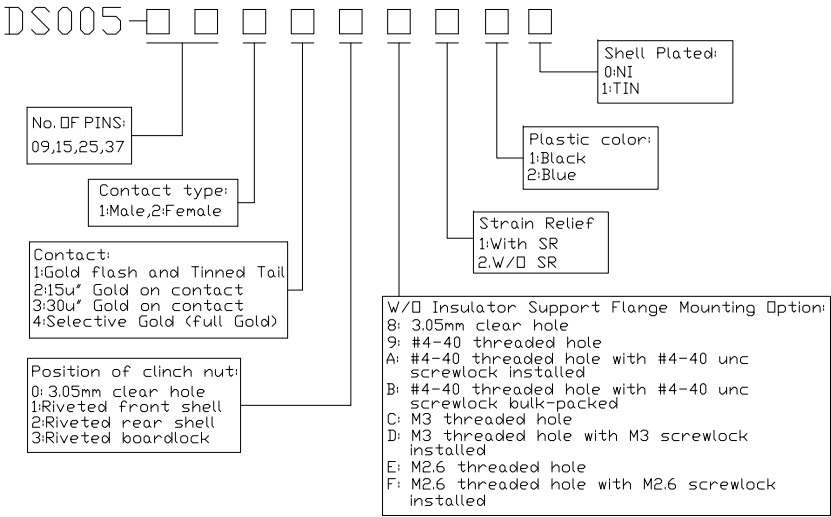 DS005-
Shell Plated:
0:NI
1:TIN
No. OF PINS:
09,15,25,37
Plastic color:
1:Black
2:Blue
Contact type:
1:Male,2:Female
Strain Relief
1:With SR
2.W/O SR
Contact:
1:Gold flash and Tinned Tail
2:15u" Gold on contact
3:30u" Gold on contact
4:Selective Gold (full Gold)
W/O Insulator Support Flange Mounting Option:
8: 3.05mm clear hole
9: #4-40 threaded hole
A: #4-40 threaded hole with #4-40 unc
screwlock installed
B: #4-40 threaded hole with #4-40 unc
screwlock bulk-packed
C: M3 threaded hole
D: M3 threaded hole with M3 screwlock
installed
E: M2.6 threaded hole
F: M2.6 threaded hole with M2.6 screwlock
installed
Position of clinch nut:
0: 3.05mm clear hole
1:Riveted front shell
2:Riveted rear shell
3:Riveted boardlock